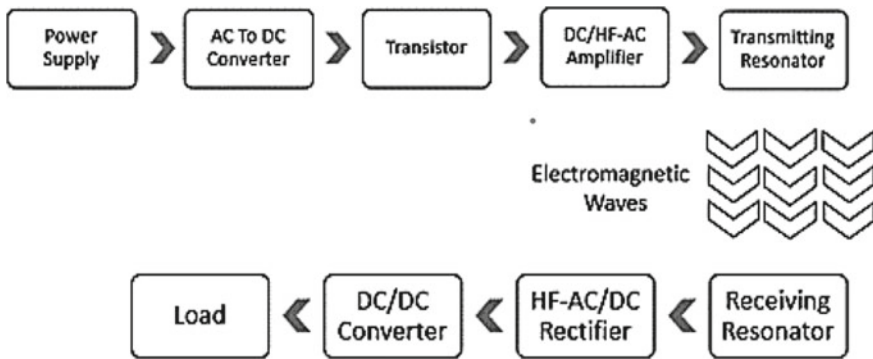 Power
Supply
AC To DC
Converter
Transistor
DC/HF-AC
Amplifier
Transmitting
Resonator
Electromagnetic
Waves
Load
DC/DC
Converter
HF-AC/DC
Rectifier
Receiving
Resonator